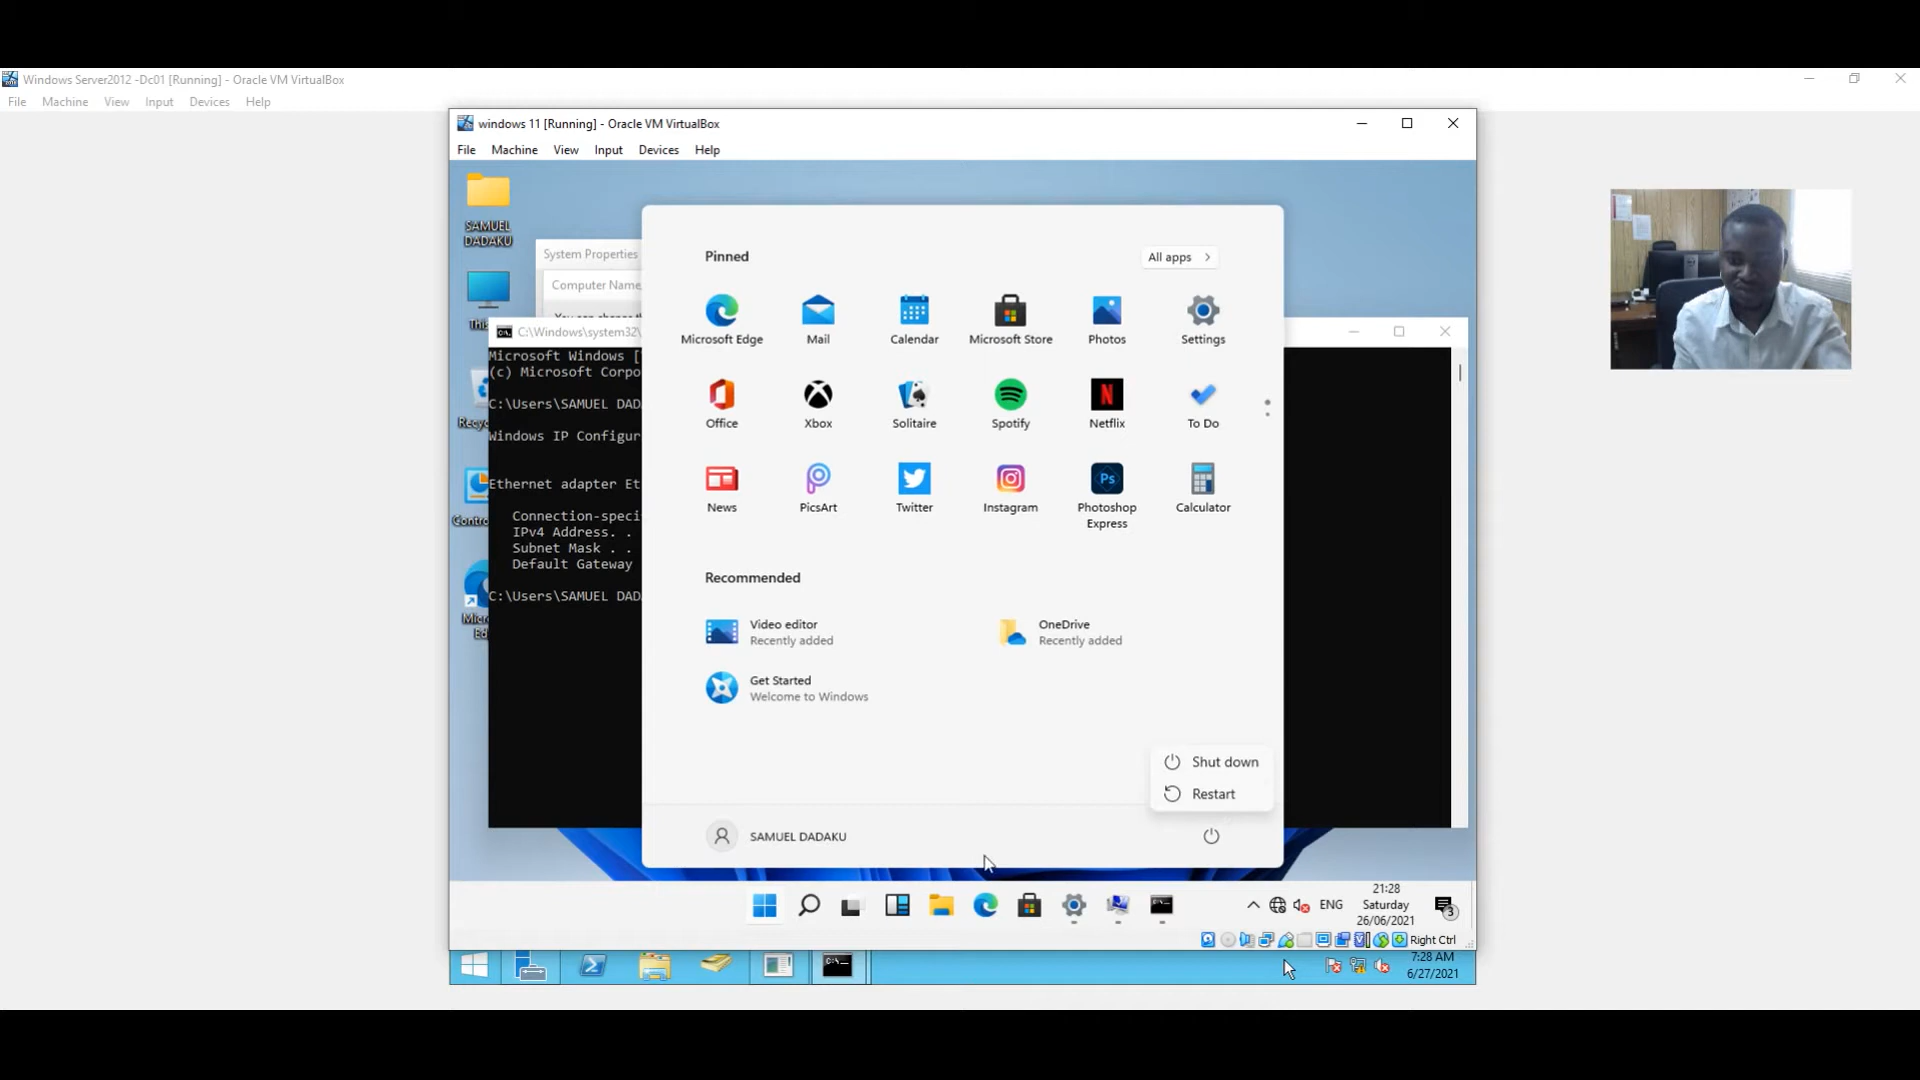 Windows Server2012 -Dc01 [Running] - Oracle VM VirtualBox
File Machine View Input Devices Help
windows 11 [Running] - Oracle VM VirtualBox
File Machine View Input Devices Help
SAMUEL
DADAKU
System Properties
Computer Name
C:\Windows\system32\
Microsoft Windows [
(c) Microsoft Corpo
C:\Users\SAMUEL DAD
Windows IP Configur
Ethernet adapter Et
Connection-speci
IPv4 Address. . 
Subnet Mask . . 
Default Gateway
C:\Users\SAMUEL DAD
Pinned
All apps >
Microsoft Edge Mail Calendar Microsoft Store Photos Settings
Office Xbox Solitaire Spotify Netflix To Do
News PicsArt Twitter Instagram Photoshop Express Calculator
Ps
Recommended
Video editor
Recently added
OneDrive
Recently added
Get Started
Welcome to Windows
Shut down
Restart
SAMUEL DADAKU
ENG
21:28
Saturday
26/06/2021
3
Right Ctrl
7:28 AM
6/27/2021